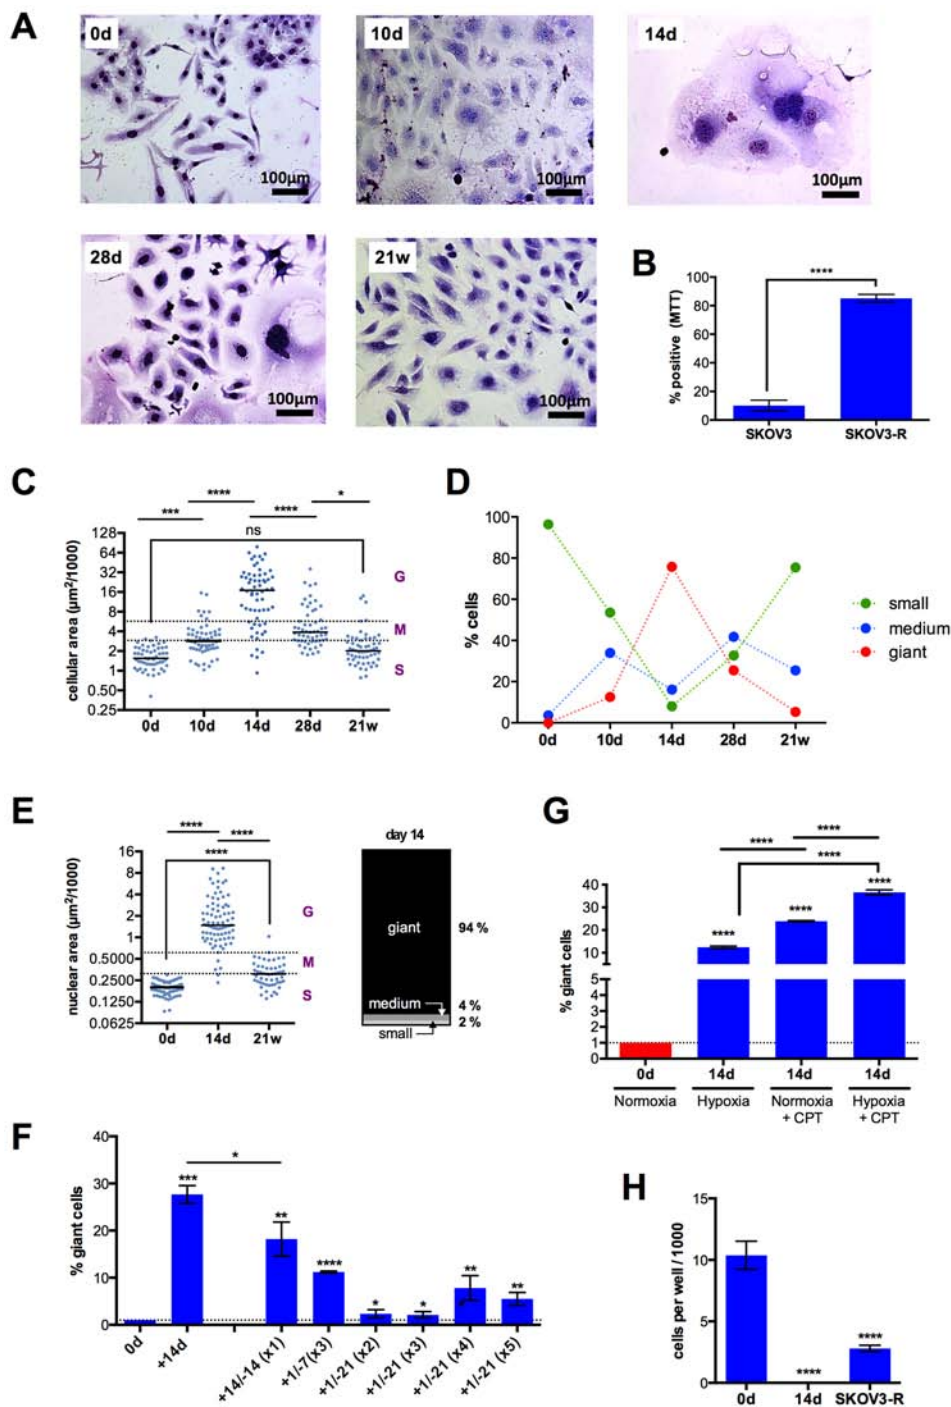 A
0d
100µm
10d
100µm
14d
100µm
28d
100µm
21w
100µm
B
% positive (MTT)
100
80
60
40
20
0
****
SKOV3
SKOV3-R
C
cellular area (µm²/1000)
128
64
32
16
8
4
2
1
0.50
0.25
***
****
****
*
ns
G
M
S
0d
10d
14d
28d
21w
D
% cells
100
80
60
40
20
0
0d
10d
14d
28d
21w
small
medium
giant
E
nuclear area (µm²/1000)
16
8
4
2
1
0.5000
0.2500
0.1250
0.0625
****
****
****
G
M
S
0d
14d
21w
day 14
giant
94 %
medium
4 %
2 %
small
G
% giant cells
40
30
20
10
5
4
3
2
1
0
****
****
****
****
****
****
0d
14d
14d
14d
Normoxia
Hypoxia
Normoxia
+ CPT
Hypoxia
+ CPT
F
% giant cells
40
30
20
10
0
*
***
**
****
*
*
**
**
0d
+14d
+14/-14 (x1)
+1/-7(x3)
+1/-21 (x2)
+1/-21 (x3)
+1/-21 (x4)
+1/-21 (x5)
H
cells per well / 1000
15
10
5
0
****
****
0d
14d
SKOV3-R